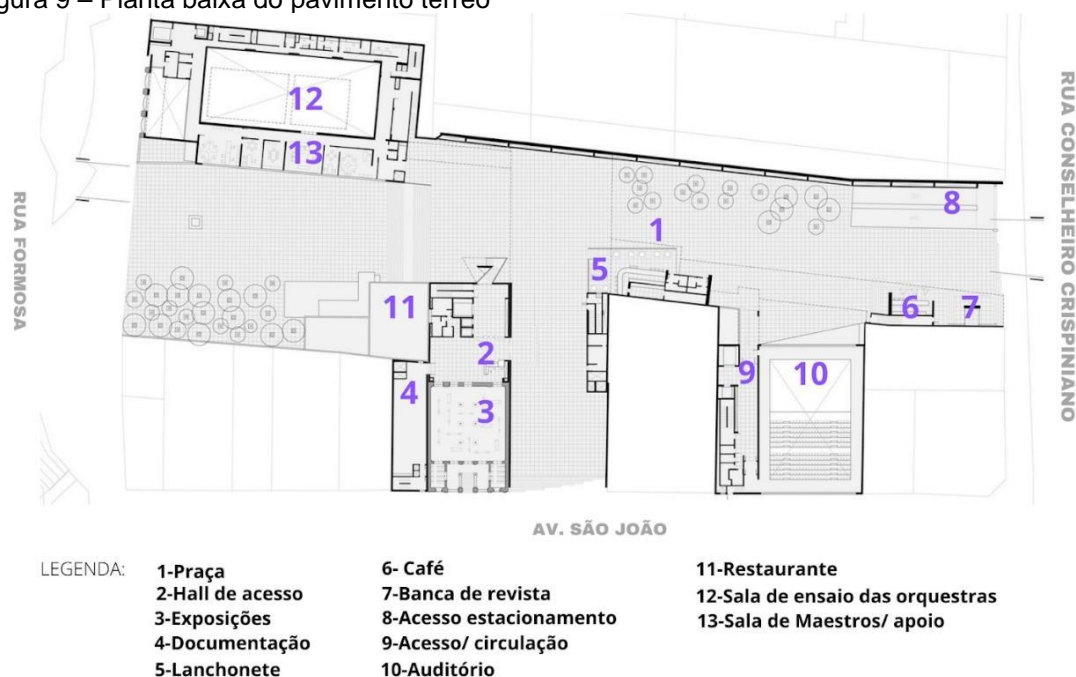 gura 9 – Planta baixa do pavimento térreo
12
13
RUA FORMOSA
RUA CONSELHEIRO CRISPINIANO
1
8
5
11
6
7
2
9
10
4
3
AV. SÃO JOÃO
LEGENDA:
1-Praça
2-Hall de acesso
3-Exposições
4-Documentação
5-Lanchonete
6- Café
7-Banca de revista
8-Acesso estacionamento
9-Acesso/ circulação
10-Auditório
11-Restaurante
12-Sala de ensaio das orquestras
13-Sala de Maestros/ apoio